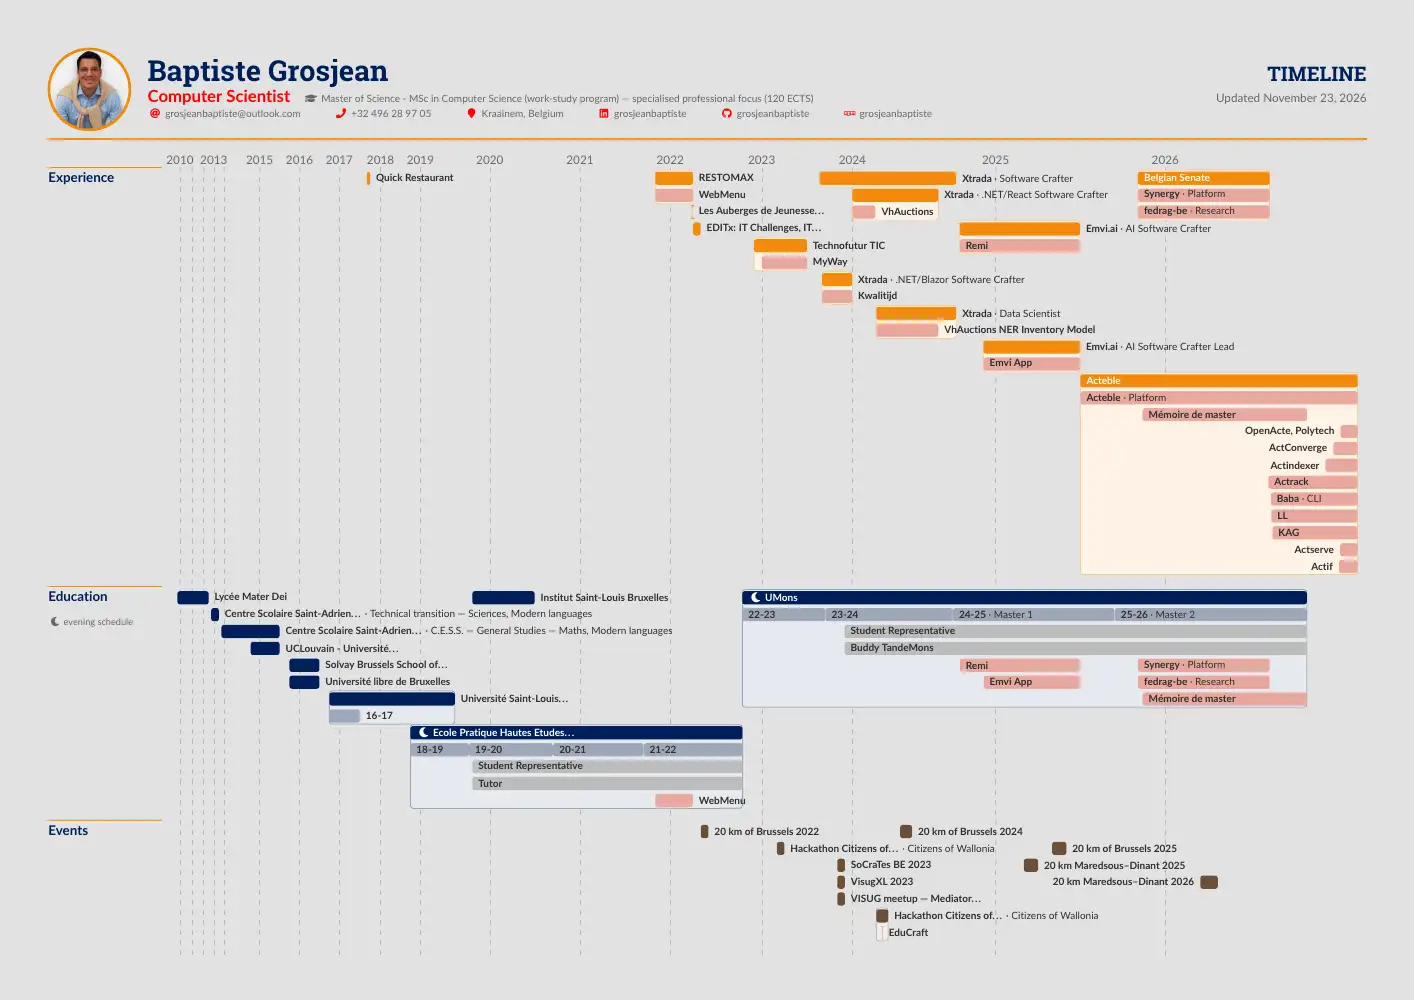 Baptiste Grosjean
TIMELINE
Computer Scientist Master of Science - MSc in Computer Science (work-study program) — specialised professional focus (120 ECTS)
Updated November 23, 2026
grosjeanbaptiste@outlook.com +32 496 28 97 05 Kraainem, Belgium grosjeanbaptiste grosjeanbaptiste grosjeanbaptiste
2010 2013 2015 2016 2017 2018 2019 2020 2021 2022 2023 2024 2025 2026
Experience
Quick Restaurant RESTOMAX Xtrada · Software Crafter Belgian Senate
WebMenu Xtrada · .NET/React Software Crafter Synergy · Platform
Les Auberges de Jeunesse… VhAuctions fedrag-be · Research
EDITx: IT Challenges, IT… Emvi.ai · AI Software Crafter
Technofutur TIC Remi
MyWay
Xtrada · .NET/Blazor Software Crafter
Kwalitijd
Xtrada · Data Scientist
VhAuctions NER Inventory Model
Emvi.ai · AI Software Crafter Lead
Emvi App
Acteble
Acteble · Platform
Mémoire de master
OpenActe, Polytech
ActConverge
Actindexer
Actrack
Baba · CLI
LL
KAG
Actserve
Actif
Education
Lycée Mater Dei Institut Saint-Louis Bruxelles UMons
Centre Scolaire Saint-Adrien… · Technical transition — Sciences, Modern languages 22-23 23-24 24-25 · Master 1 25-26 · Master 2
evening schedule
Centre Scolaire Saint-Adrien… · C.E.S.S. — General Studies — Maths, Modern languages Student Representative
UCLouvain - Université… Buddy TandeMons
Solvay Brussels School of… Remi Synergy · Platform
Université libre de Bruxelles Emvi App fedrag-be · Research
Université Saint-Louis… Mémoire de master
16-17
Ecole Pratique Hautes Etudes…
18-19 19-20 20-21 21-22
Student Representative
Tutor
WebMenu
Events
20 km of Brussels 2022 20 km of Brussels 2024
Hackathon Citizens of… · Citizens of Wallonia 20 km of Brussels 2025
SoCraTes BE 2023 20 km Maredsous–Dinant 2025
VisugXL 2023 20 km Maredsous–Dinant 2026
VISUG meetup — Mediator…
Hackathon Citizens of… · Citizens of Wallonia
EduCraft